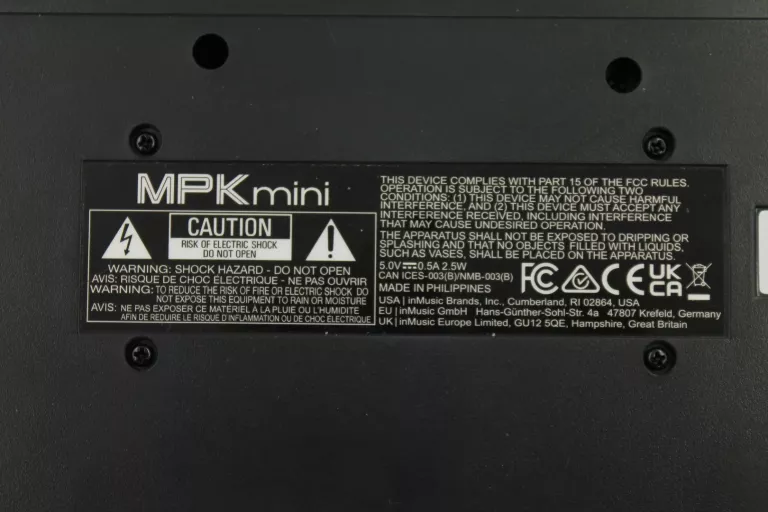 MPKmini
CAUTION
RISK OF ELECTRIC SHOCK
DO NOT OPEN
WARNING: SHOCK HAZARD - DO NOT OPEN
AVIS: RISQUE DE CHOC ELECTRIQUE - NE PAS OUVRIR
WARNING: TO REDUCE THE RISK OF FIRE OR ELECTRIC SHOCK DO
NOT EXPOSE THIS EQUIPMENT TO RAIN OR MOISTURE
AVIS: NE PAS EXPOSER CE MATERIEL À LA PLUIE OU L'HUMIDITE
AFIN DE REDUIRE LE RISQUE D'INFLAMMATION OU DE CHOC ELECTRIQUE
THIS DEVICE COMPLIES WITH PART 15 OF THE FCC RULES.
OPERATION IS SUBJECT TO THE FOLLOWING TWO
CONDITIONS: (1) THIS DEVICE MAY NOT CAUSE HARMFUL
INTERFERENCE, AND (2) THIS DEVICE MUST ACCEPT ANY
INTERFERENCE RECEIVED, INCLUDING INTERFERENCE
THAT MAY CAUSE UNDESIRED OPERATION.
THE APPARATUS SHALL NOT BE EXPOSED TO DRIPPING OR
SPLASHING AND THAT NO OBJECTS FILLED WITH LIQUIDS,
SUCH AS VASES, SHALL BE PLACED ON THE APPARATUS.
5.0V⎓0.5A 2.5W
CAN ICES-003(B)/NMB-003(B)
MADE IN PHILIPPINES
FC CE UK
CA
USA | inMusic Brands, Inc., Cumberland, RI 02864, USA
EU | inMusic GmbH Hans-Günther-Sohl-Str. 4a 47807 Krefeld, Germany
UK | inMusic Europe Limited, GU12 5QE, Hampshire, Great Britain